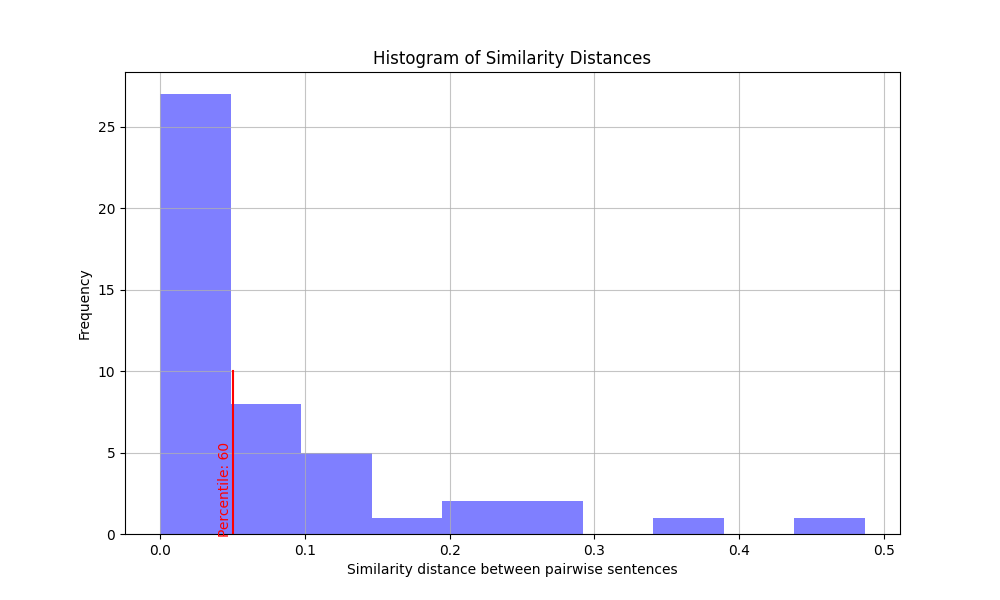 Histogram of Similarity Distances
Frequency
25
20
15
10
5
0
Percentile: 60
0.0 0.1 0.2 0.3 0.4 0.5
Similarity distance between pairwise sentences